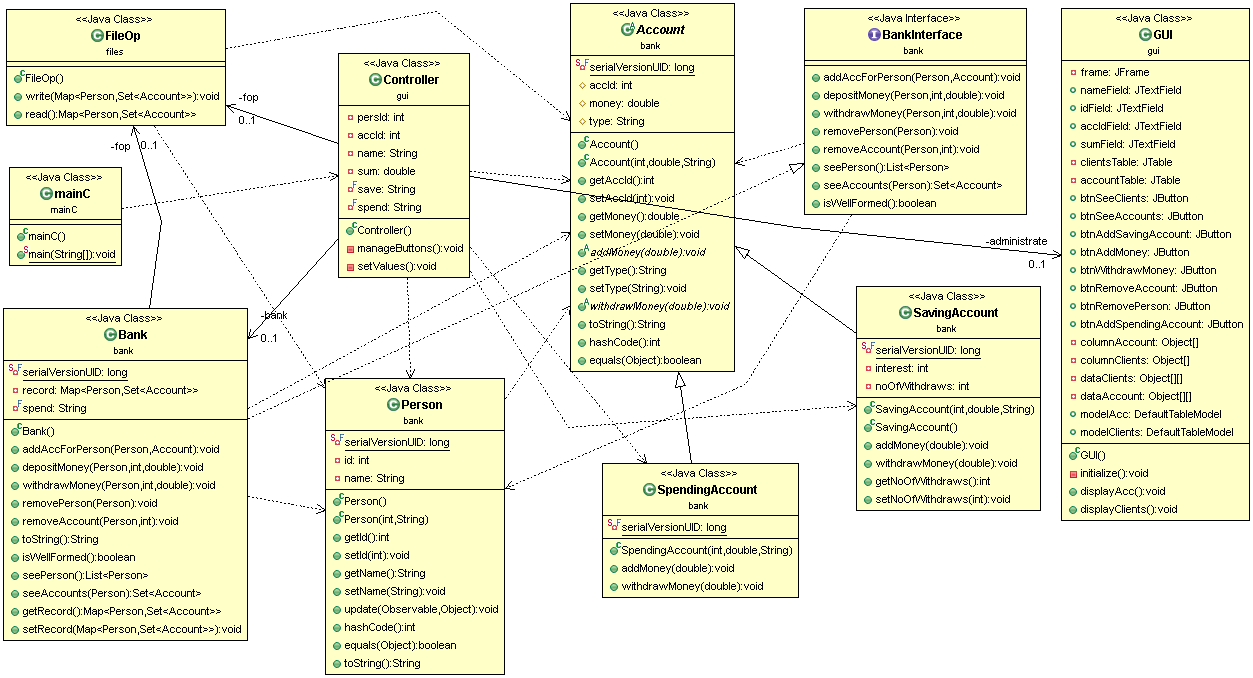 <<Java Class>>
FileOp
files
FileOp()
write(Map<Person,Set<Account>>):void
read():Map<Person,Set<Account>>
<<Java Class>>
mainC
mainC
mainC()
main(String[]):void
<<Java Class>>
Controller
gui
persId: int
accId: int
name: String
sum: double
save: String
spend: String
Controller()
manageButtons():void
setValues():void
-fop
0..1
-fop
0..1
-bank
0..1
-administrate
0..1
<<Java Class>>
Account
bank
serialVersionUID: long
accId: int
money: double
type: String
Account()
Account(int,double,String)
getAccId():int
setAccId(int):void
getMoney():double
setMoney(double):void
addMoney(double):void
getType():String
setType(String):void
withdrawMoney(double):void
toString():String
hashCode():int
equals(Object):boolean
<<Java Interface>>
BankInterface
bank
addAccForPerson(Person,Account):void
depositMoney(Person,int,double):void
withdrawMoney(Person,int,double):void
removePerson(Person):void
removeAccount(Person,int):void
seePerson():List<Person>
seeAccounts(Person):Set<Account>
isWellFormed():boolean
<<Java Class>>
GUI
gui
frame: JFrame
nameField: JTextField
idField: JTextField
accIdField: JTextField
sumField: JTextField
clientsTable: JTable
accountTable: JTable
btnSeeClients: JButton
btnSeeAccounts: JButton
btnAddSavingAccount: JButton
btnAddMoney: JButton
btnWithdrawMoney: JButton
btnRemoveAccount: JButton
btnRemovePerson: JButton
btnAddSpendingAccount: JButton
columnAccount: Object[]
columnClients: Object[]
dataClients: Object[][]
dataAccount: Object[][]
modelAcc: DefaultTableModel
modelClients: DefaultTableModel
GUI()
initialize():void
displayAcc():void
displayClients():void
<<Java Class>>
Bank
bank
serialVersionUID: long
record: Map<Person,Set<Account>>
spend: String
Bank()
addAccForPerson(Person,Account):void
depositMoney(Person,int,double):void
withdrawMoney(Person,int,double):void
removePerson(Person):void
removeAccount(Person,int):void
toString():String
isWellFormed():boolean
seePerson():List<Person>
seeAccounts(Person):Set<Account>
getRecord():Map<Person,Set<Account>>
setRecord(Map<Person,Set<Account>>):void
<<Java Class>>
Person
bank
serialVersionUID: long
id: int
name: String
Person()
Person(int,String)
getId():int
setId(int):void
getName():String
setName(String):void
update(Observable,Object):void
hashCode():int
equals(Object):boolean
toString():String
<<Java Class>>
SpendingAccount
bank
serialVersionUID: long
SpendingAccount(int,double,String)
addMoney(double):void
withdrawMoney(double):void
<<Java Class>>
SavingAccount
bank
serialVersionUID: long
interest: int
noOfWithdraws: int
SavingAccount(int,double,String)
SavingAccount()
addMoney(double):void
withdrawMoney(double):void
getNoOfWithdraws():int
setNoOfWithdraws(int):void